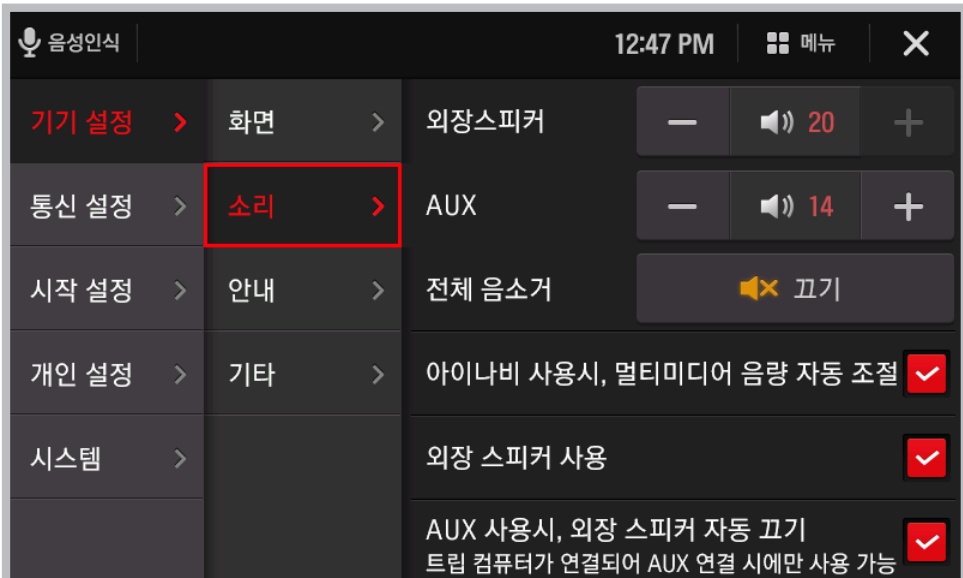 음성인식
12:47 PM
메뉴
기기 설정
통신 설정
시작 설정
개인 설정
시스템
화면
소리
안내
기타
외장스피커
20
AUX
14
전체 음소거
끄기
아이나비 사용시, 멀티미디어 음량 자동 조절
외장 스피커 사용
AUX 사용시, 외장 스피커 자동 끄기
트립 컴퓨터가 연결되어 AUX 연결 시에만 사용 가능